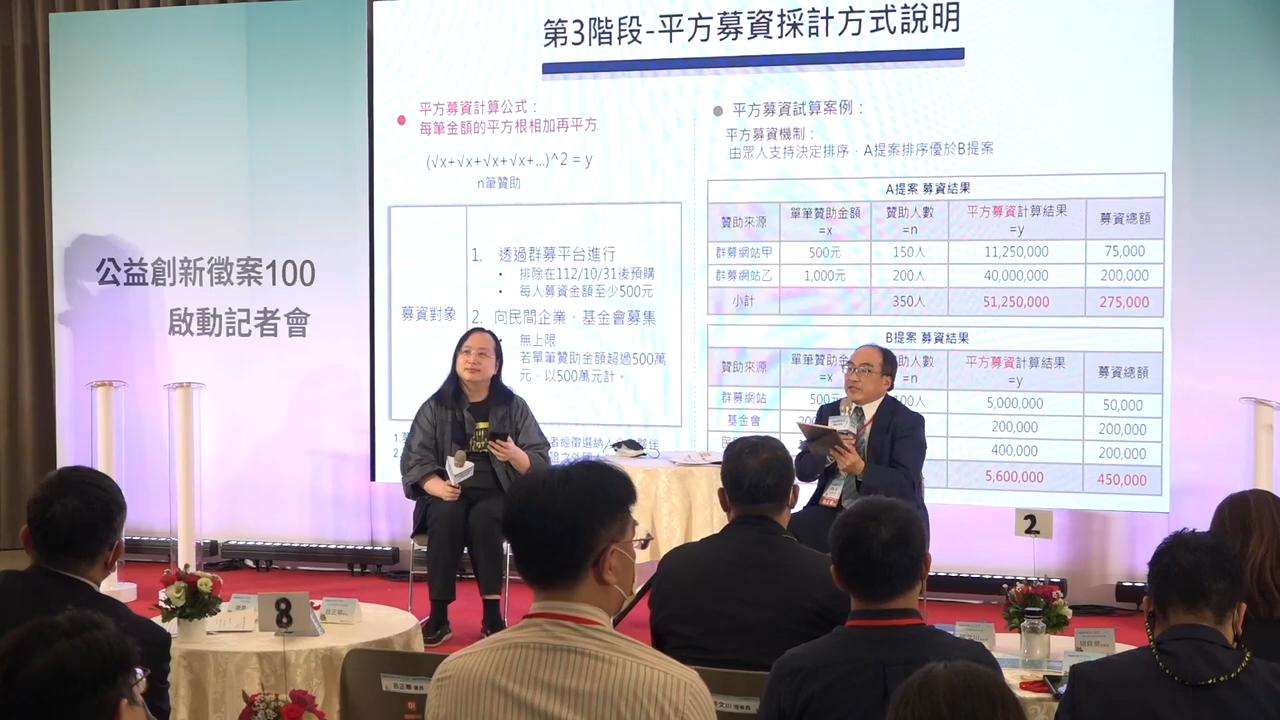 第3階段-平方募資採計方式說明
平方募資計算公式：
每筆金額的平方根相加再平方
(√x+√x+√x+√x+...)^2 = y
n筆贊助
募資對象
1. 透過群募平台進行
• 排除在112/10/31後預購
• 每人募資金額至少500元
2. 向民間企業、基金會募集
• 無上限
若單筆贊助金額超過500萬
元，以500萬元計。
平方募資試算案例：
平方募資機制：
由眾人支持決定排序、A提案排序優於B提案
A提案 募資結果
贊助來源 單筆贊助金額=x 贊助人數=n 平方募資計算結果=y 募資總額
群募網站甲 500元 150人 11,250,000 75,000
群募網站乙 1,000元 200人 40,000,000 200,000
小計 350人 51,250,000 275,000
B提案 募資結果
贊助來源 單筆贊助金 =x 助人數=n 平方募資計算結果=y 募資總額
群募網站 500元 100人 5,000,000 50,000
基金會 200,000 200,000
400,000 200,000
5,600,000 450,000
公益創新徵案100
啟動記者會
8
2
呂正華